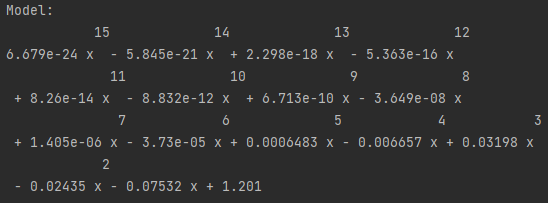 Model:
15 14 13 12
6.679e-24 x - 5.845e-21 x + 2.298e-18 x - 5.363e-16 x
11 10 9 8
+ 8.26e-14 x - 8.832e-12 x + 6.713e-10 x - 3.649e-08 x
7 6 5 4 3
+ 1.405e-06 x - 3.73e-05 x + 0.0006483 x - 0.006657 x + 0.03198 x
2
- 0.02435 x - 0.07532 x + 1.201